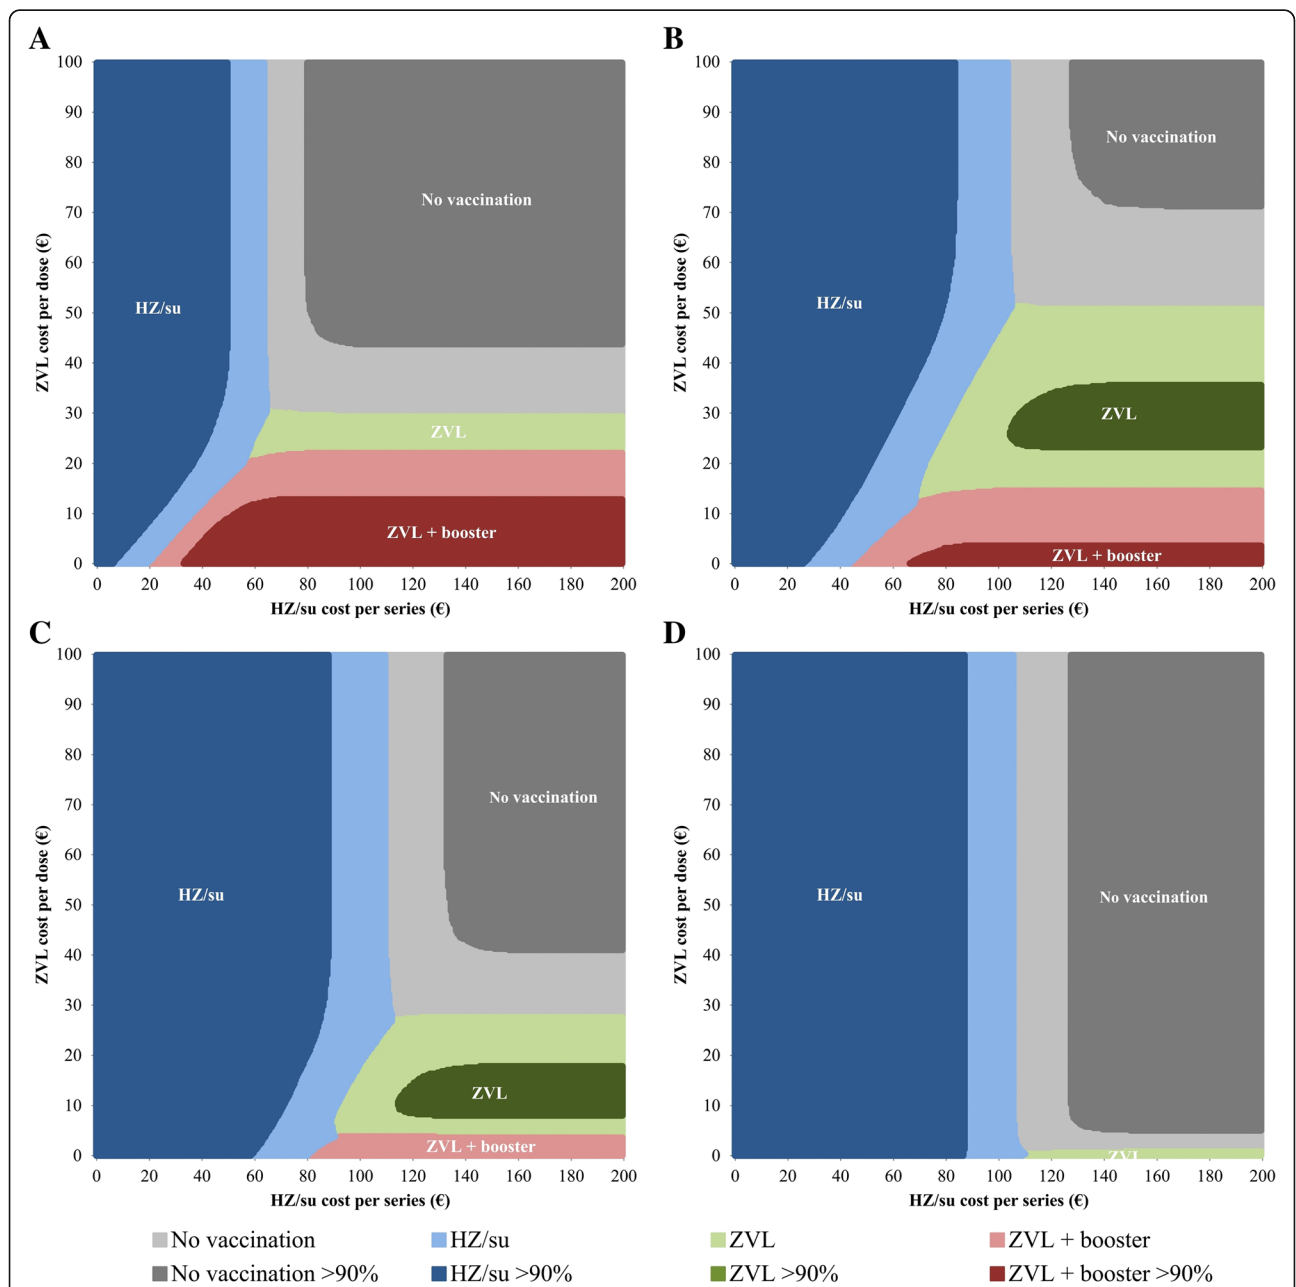 A
100
90
80
70
60
50
40
30
20
10
0
ZVL cost per dose (€)
No vaccination
HZ/su
ZVL
ZVL + booster
0 20 40 60 80 100 120 140 160 180 200
HZ/su cost per series (€)
B
100
90
80
70
60
50
40
30
20
10
0
ZVL cost per dose (€)
No vaccination
HZ/su
ZVL
ZVL + booster
0 20 40 60 80 100 120 140 160 180 200
HZ/su cost per series (€)
C
100
90
80
70
60
50
40
30
20
10
0
ZVL cost per dose (€)
No vaccination
HZ/su
ZVL
ZVL + booster
0 20 40 60 80 100 120 140 160 180 200
HZ/su cost per series (€)
D
100
90
80
70
60
50
40
30
20
10
0
ZVL cost per dose (€)
HZ/su
No vaccination
ZVL
0 20 40 60 80 100 120 140 160 180 200
HZ/su cost per series (€)
No vaccination HZ/su ZVL ZVL + booster
No vaccination >90% HZ/su >90% ZVL >90% ZVL + booster >90%